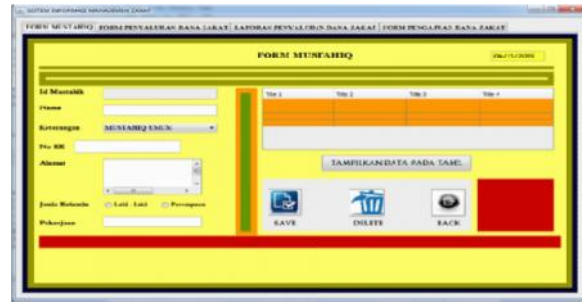 SISTEM INFORMASI MANAJEMEN ZAKAT
FORM MUSTAHIQ FORM PENYALURAN DANA ZAKAT LAPORAN PENYALURAN DANA ZAKAT FORM PENGAJUAN DANA ZAKAT
FORM MUSTAHIQ
Id Mustahik
Nama
Keterangan MUSTAHIQ UMUM
No KK
Alamat
Jenis Kelamin Laki - Laki Perempuan
Pekerjaan
Title 1 Title 2 Title 3 Title 4
TAMPILKAN DATA PADA TABEL
SAVE DELETE BACK